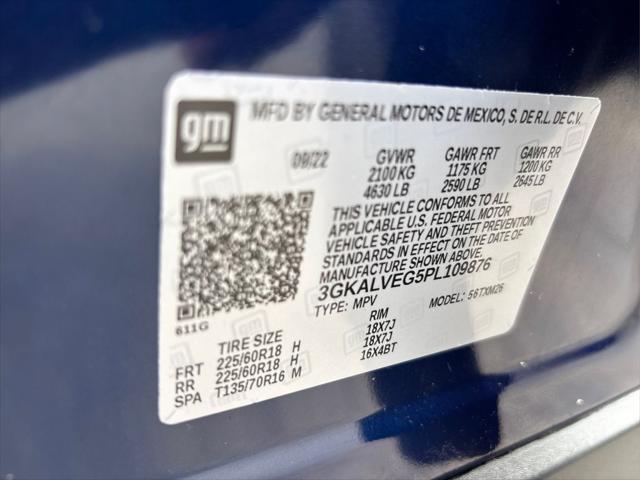 gm
MFD BY GENERAL MOTORS DE MEXICO, S. DE R.L. DE C.V.
09/22 GVWR GAWR FRT GAWR RR
2100 KG 1175 KG 1200 KG
4630 LB 2590 LB 2645 LB
THIS VEHICLE CONFORMS TO ALL
APPLICABLE U.S. FEDERAL MOTOR
VEHICLE SAFETY AND THEFT PREVENTION
STANDARDS IN EFFECT ON THE DATE OF
MANUFACTURE SHOWN ABOVE.
3GKALVEG5PL109876
TYPE: MPV MODEL: 56TXM26
611G
TIRE SIZE RIM
FRT 225/60R18 H 18X7J
RR 225/60R18 H 18X7J
SPA T135/70R16 M 16X4BT